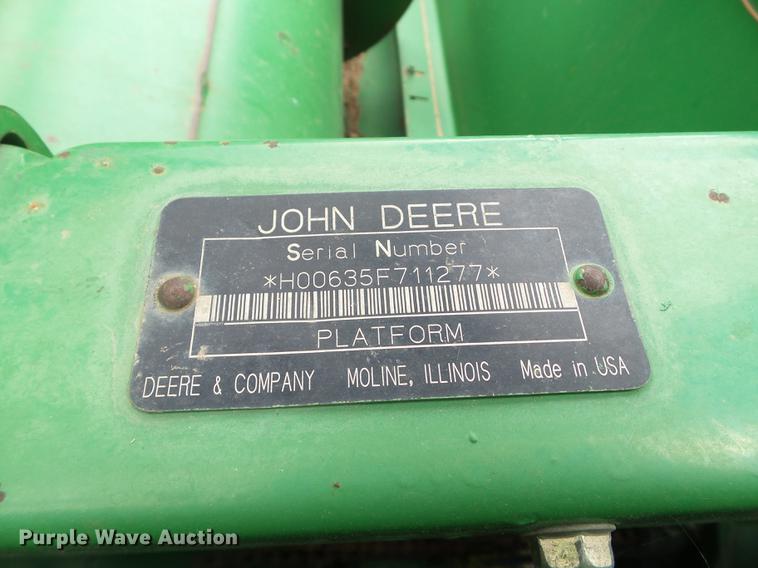 JOHN DEERE
Serial Number
*H00635F711277*
PLATFORM
DEERE & COMPANY MOLINE, ILLINOIS Made in USA
Purple Wave Auction